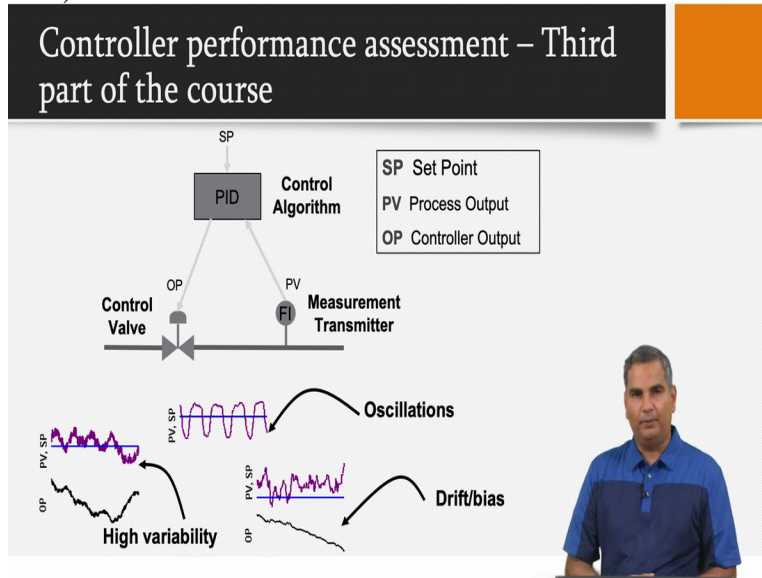 Controller performance assessment – Third
part of the course
SP
PID
Control
Algorithm
SP Set Point
PV Process Output
OP Controller Output
OP
PV
Control
Valve
FI
Measurement
Transmitter
PV, SP
Oscillations
PV, SP
OP
High variability
PV, SP
OP
Drift/bias